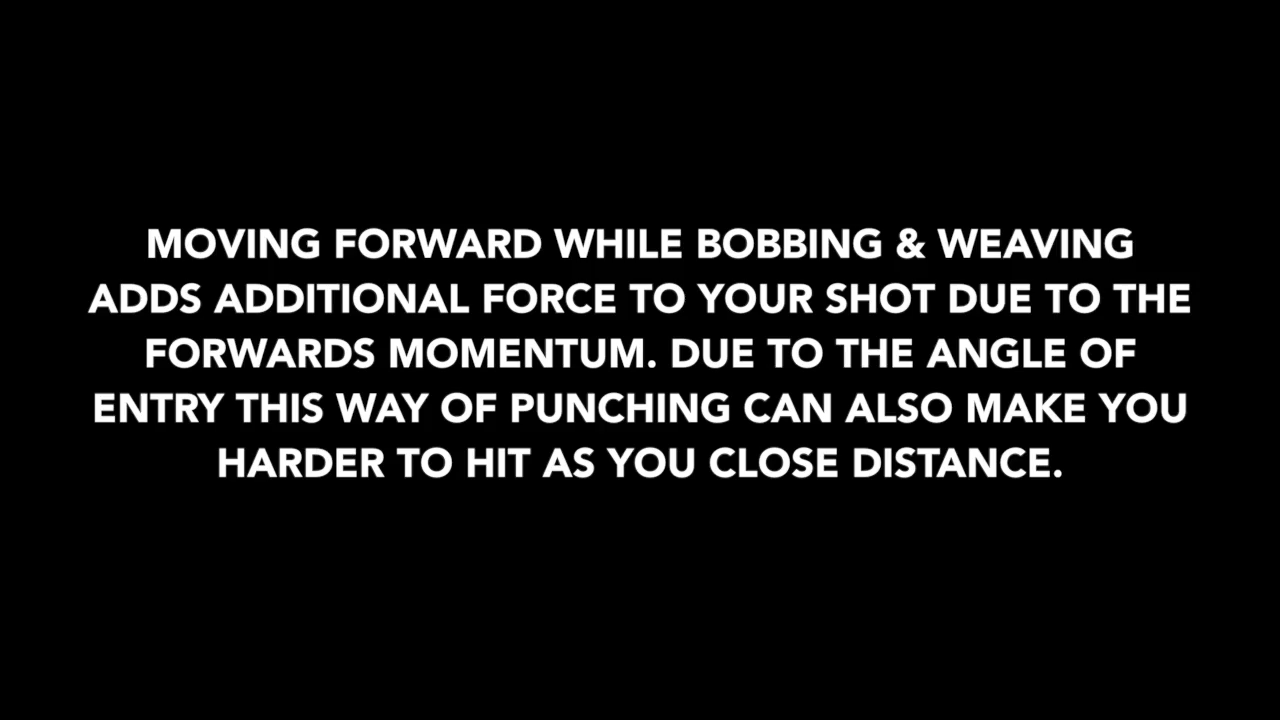 MOVING FORWARD WHILE BOBBING & WEAVING
ADDS ADDITIONAL FORCE TO YOUR SHOT DUE TO THE
FORWARDS MOMENTUM. DUE TO THE ANGLE OF
ENTRY THIS WAY OF PUNCHING CAN ALSO MAKE YOU
HARDER TO HIT AS YOU CLOSE DISTANCE.